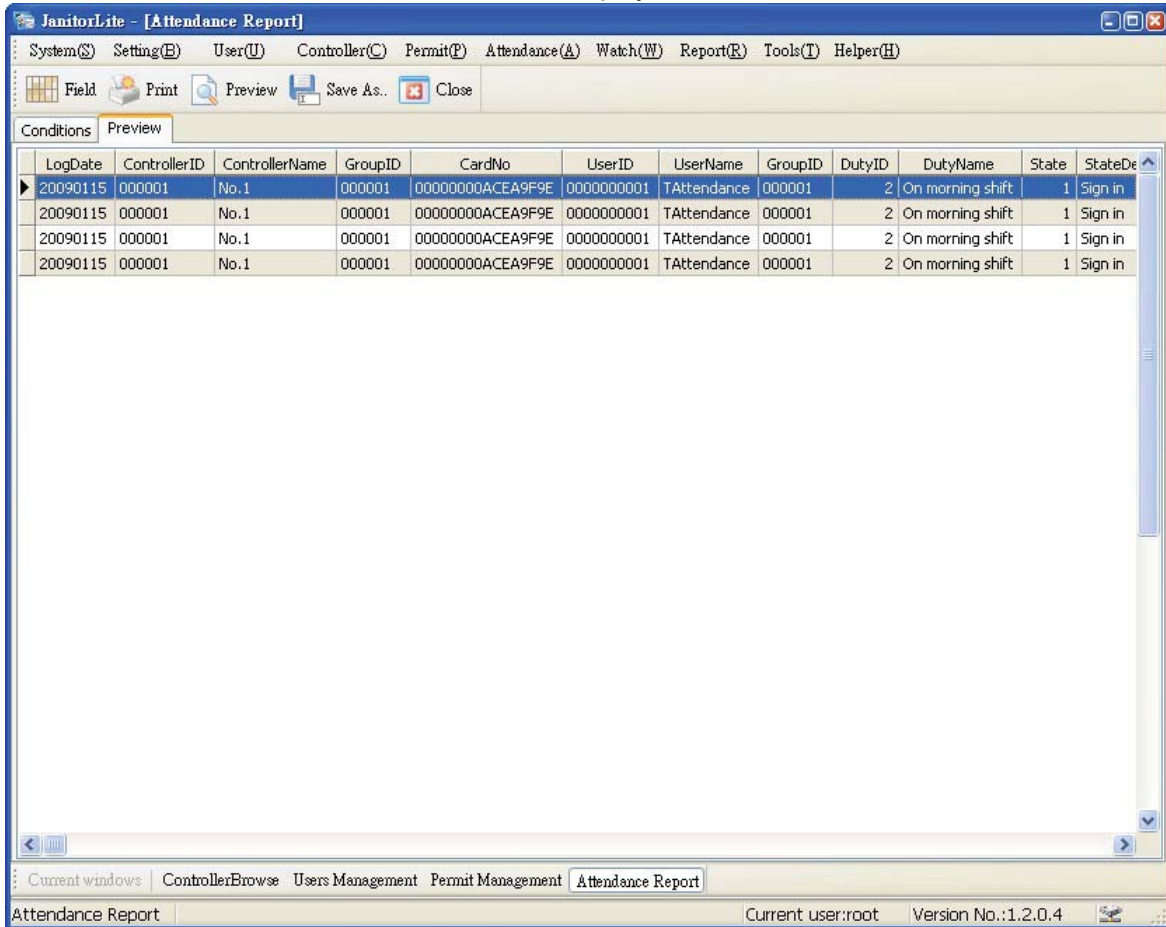 JanitorLite - [Attendance Report]
System(S) Setting(B) User(U) Controller(C) Permit(P) Attendance(A) Watch(W) Report(R) Tools(T) Helper(H)
Field Print Preview Save As.. Close
Conditions Preview
LogDate ControllerID ControllerName GroupID CardNo UserID UserName GroupID DutyID DutyName State StateDe
20090115 000001 No.1 000001 00000000ACEA9F9E 0000000001 TAttendance 000001 2 On morning shift 1 Sign in
20090115 000001 No.1 000001 00000000ACEA9F9E 0000000001 TAttendance 000001 2 On morning shift 1 Sign in
20090115 000001 No.1 000001 00000000ACEA9F9E 0000000001 TAttendance 000001 2 On morning shift 1 Sign in
20090115 000001 No.1 000001 00000000ACEA9F9E 0000000001 TAttendance 000001 2 On morning shift 1 Sign in
Current windows ControllerBrowse Users Management Permit Management Attendance Report
Attendance Report Current user:root Version No.:1.2.0.4